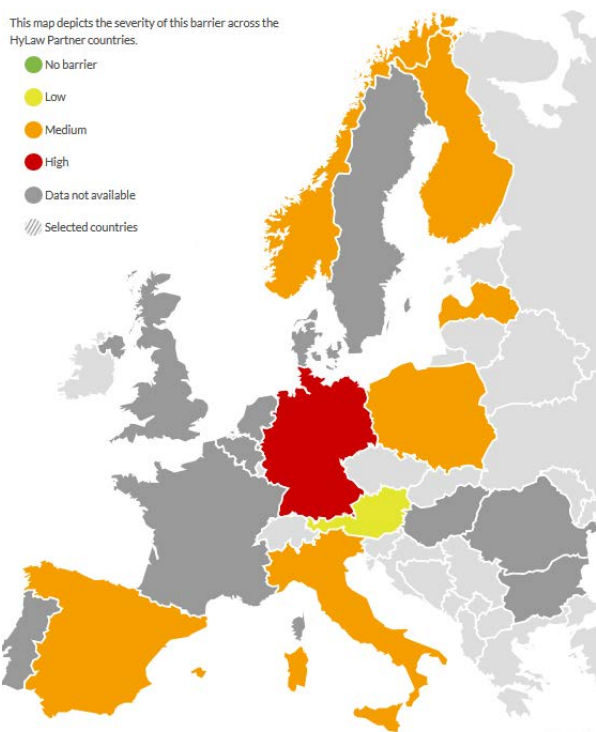 This map depicts the severity of this barrier across the
HyLaw Partner countries.
No barrier
Low
Medium
High
Data not available
Selected countries